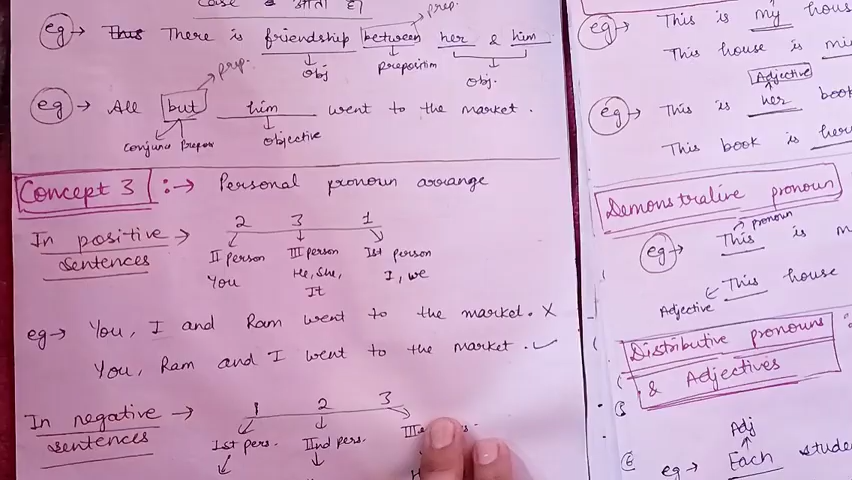 case में आता है।
prep.
eg → There is friendship between her & him
obj
preposition
obj.
prep.
eg → All but him went to the market.
objective
Concept 3 :→ Personal pronoun arrange
In positive sentences →
2 3 1
II person III person Ist person
You He, She, It I, we
eg → You, I and Ram went to the market. ×
You, Ram and I went to the market. ✓
In negative sentences →
1 2 3
Ist pers. IInd pers.
This is my
This house is
Adjective
eg → This is her
This book is
Demonstrative pronoun
pronoun
eg → This is
Adjective
This house
Distributive pronouns
& Adjectives
Adj
eg → Each